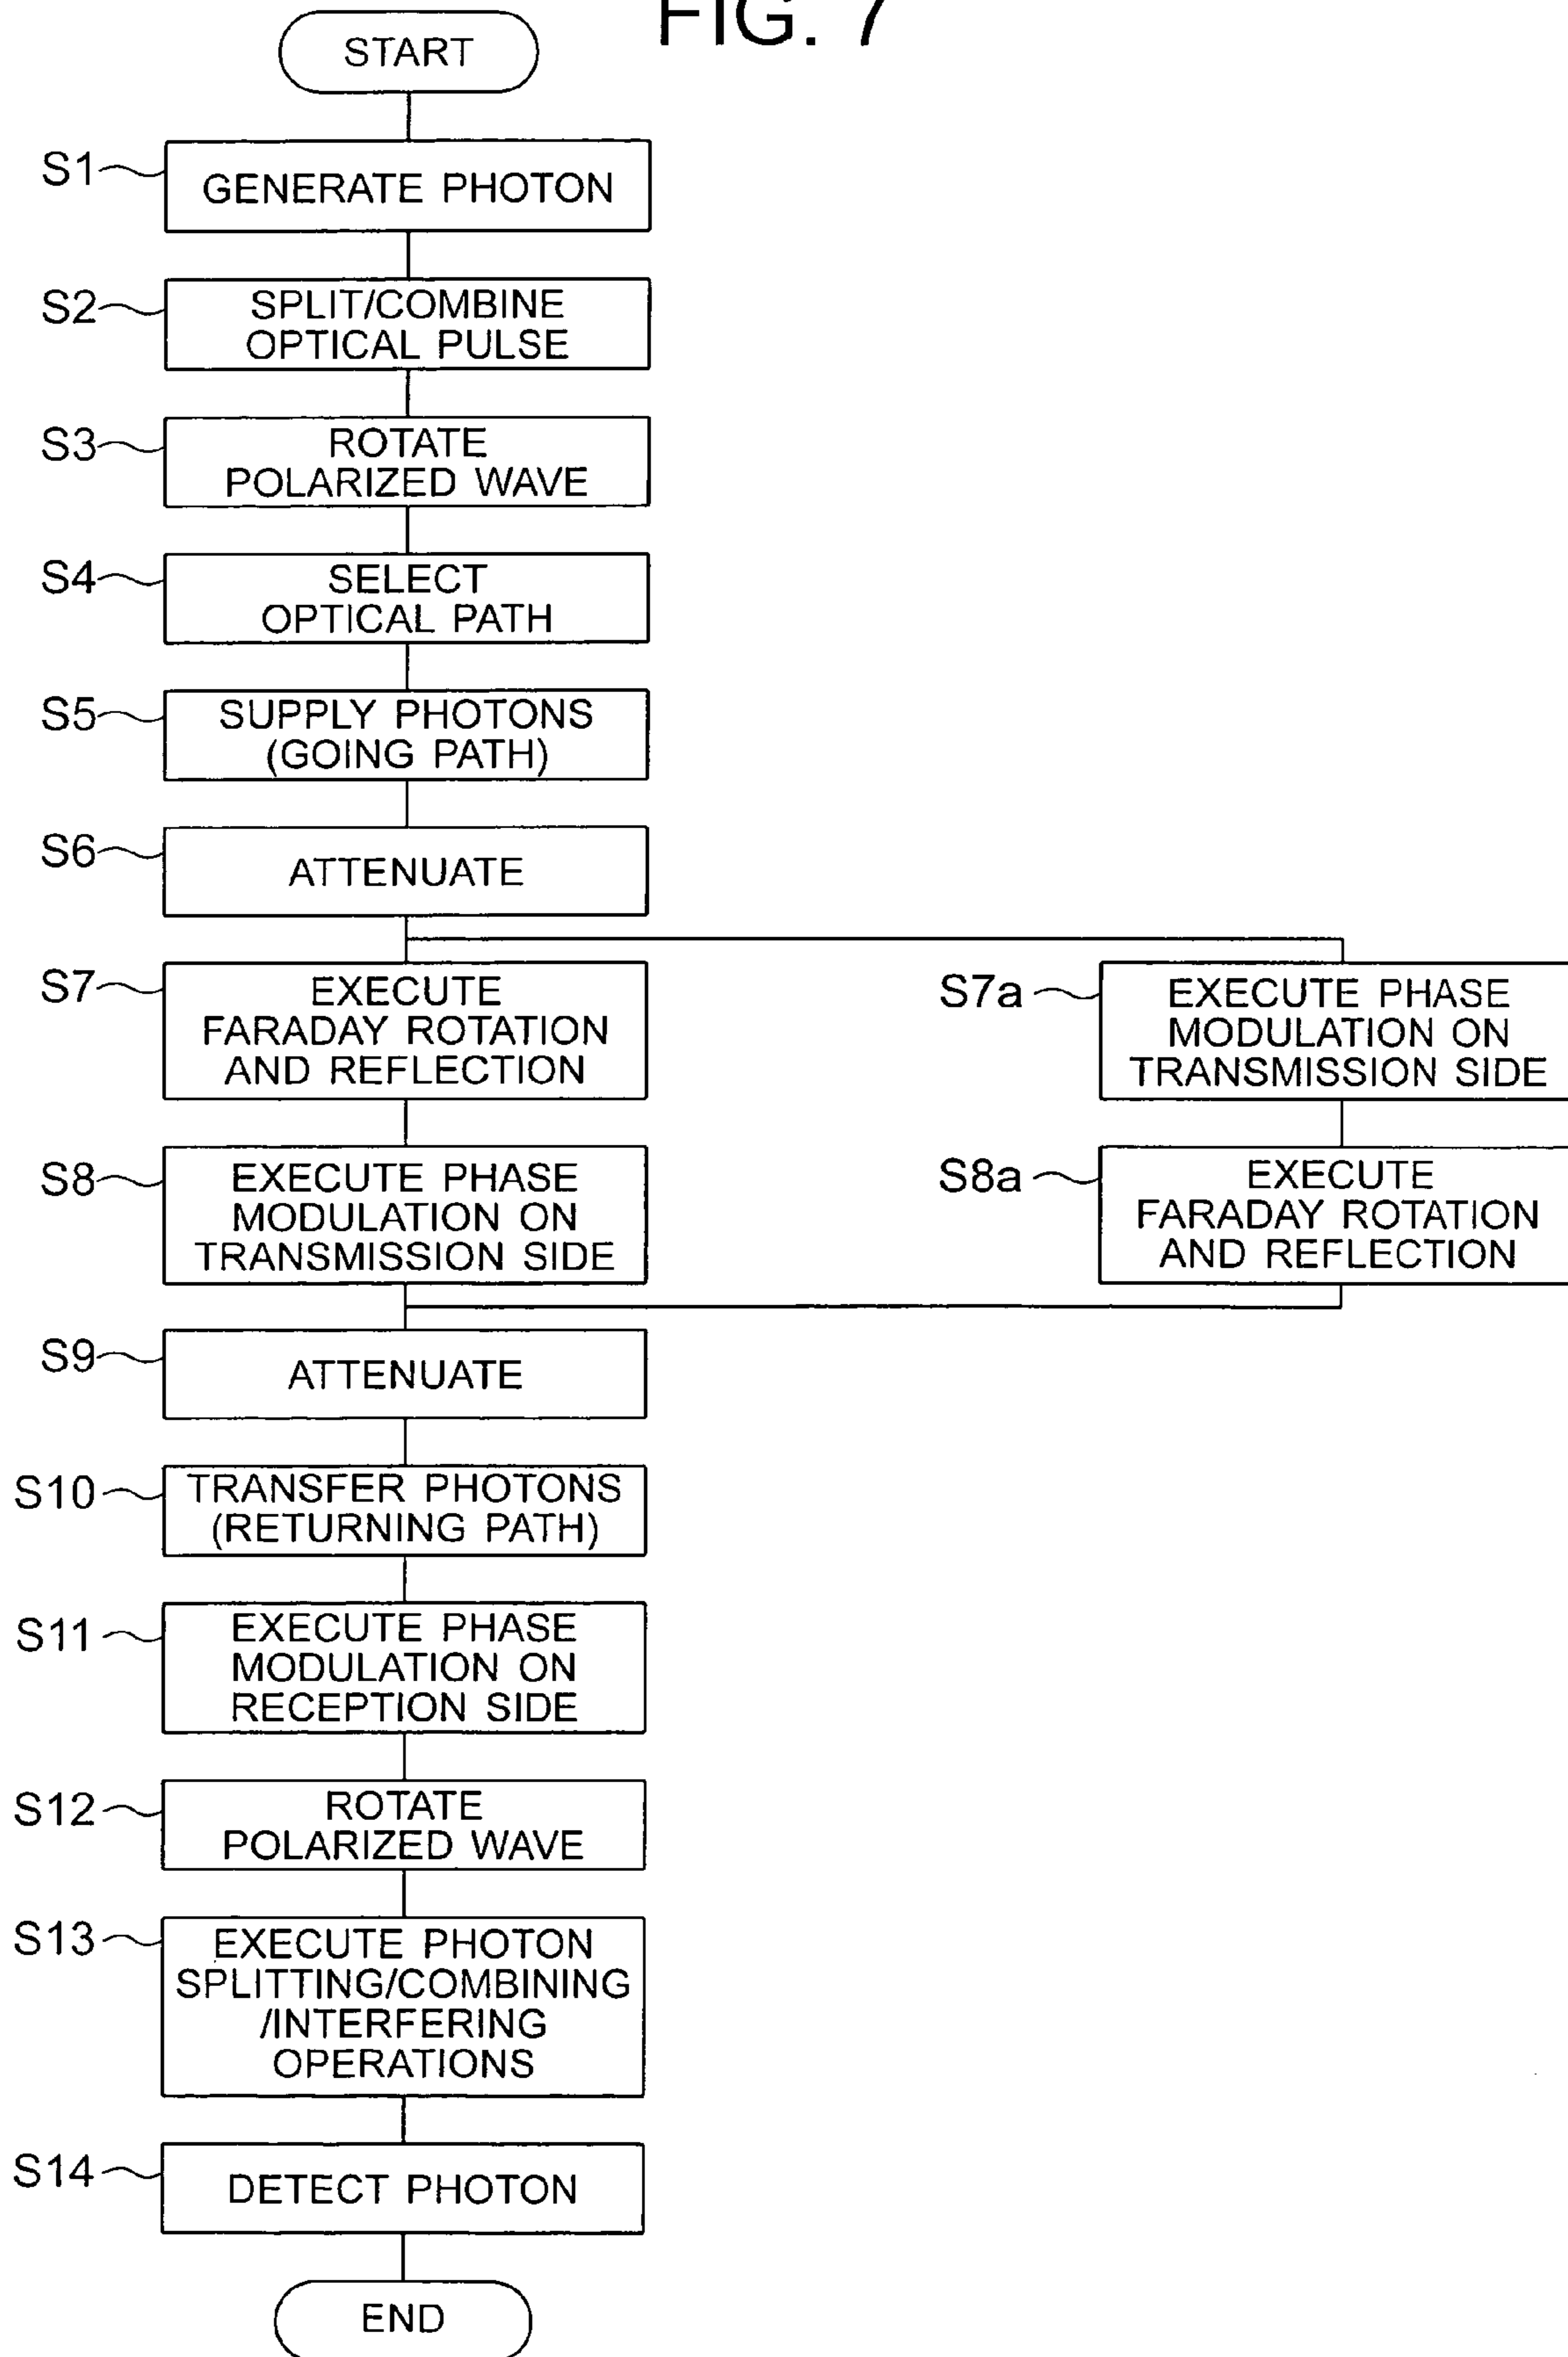 FIG. 7
START
S1
GENERATE PHOTON
S2
SPLIT/COMBINE
OPTICAL PULSE
S3
ROTATE
POLARIZED WAVE
S4
SELECT
OPTICAL PATH
S5
SUPPLY PHOTONS
(GOING PATH)
S6
ATTENUATE
S7
EXECUTE
FARADAY ROTATION
AND REFLECTION
S7a
EXECUTE PHASE
MODULATION ON
TRANSMISSION SIDE
S8
EXECUTE PHASE
MODULATION ON
TRANSMISSION SIDE
S8a
EXECUTE
FARADAY ROTATION
AND REFLECTION
S9
ATTENUATE
S10
TRANSFER PHOTONS
(RETURNING PATH)
S11
EXECUTE PHASE
MODULATION ON
RECEPTION SIDE
S12
ROTATE
POLARIZED WAVE
S13
EXECUTE PHOTON
SPLITTING/COMBINING
/INTERFERING
OPERATIONS
S14
DETECT PHOTON
END